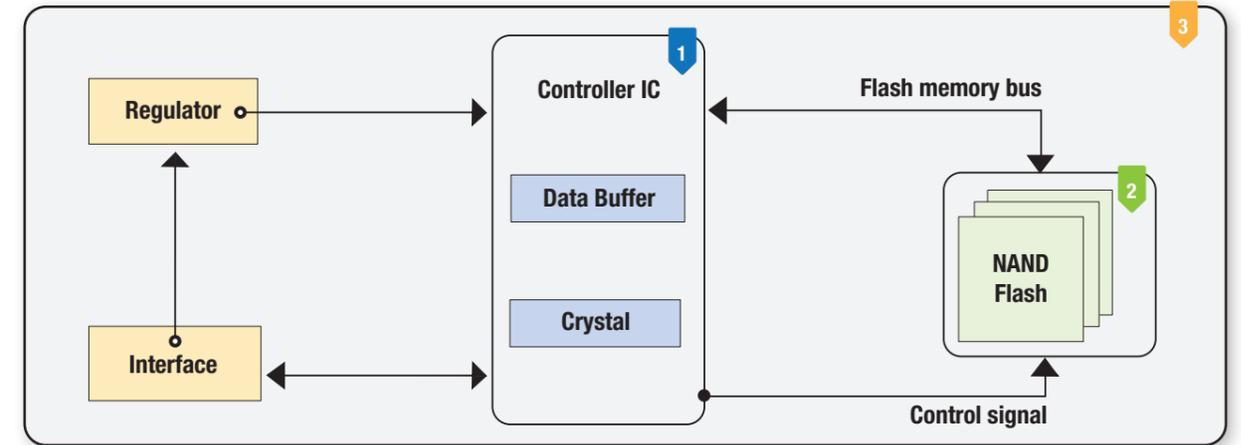 3
1
Controller IC
Flash memory bus
Regulator
2
Data Buffer
NAND
Flash
Crystal
Interface
Control signal